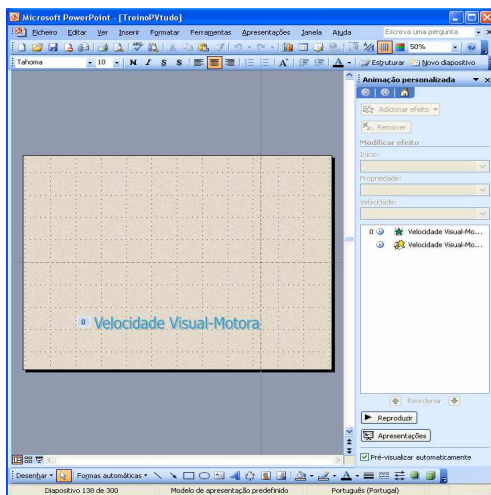 Microsoft PowerPoint - [TreinoPVtudo]
Ficheiro Editar Ver Inserir Formatar Ferramentas Apresentações Janela Ajuda Escreva uma pergunta
50%
Tahoma 10 N I S S Estruturar Novo diapositivo
Animação personalizada
Adicionar efeito
Remover
Modificar efeito
Início:
Propriedade:
Velocidade:
0 Velocidade Visual-Mo...
Velocidade Visual-Mo...
0 Velocidade Visual-Motora
Reordenar
Reproduzir
Apresentações
Pré-visualizar automaticamente
Desenhar Formas automáticas
Diapositivo 138 de 300 Modelo de apresentação predefinido Português (Portugal)